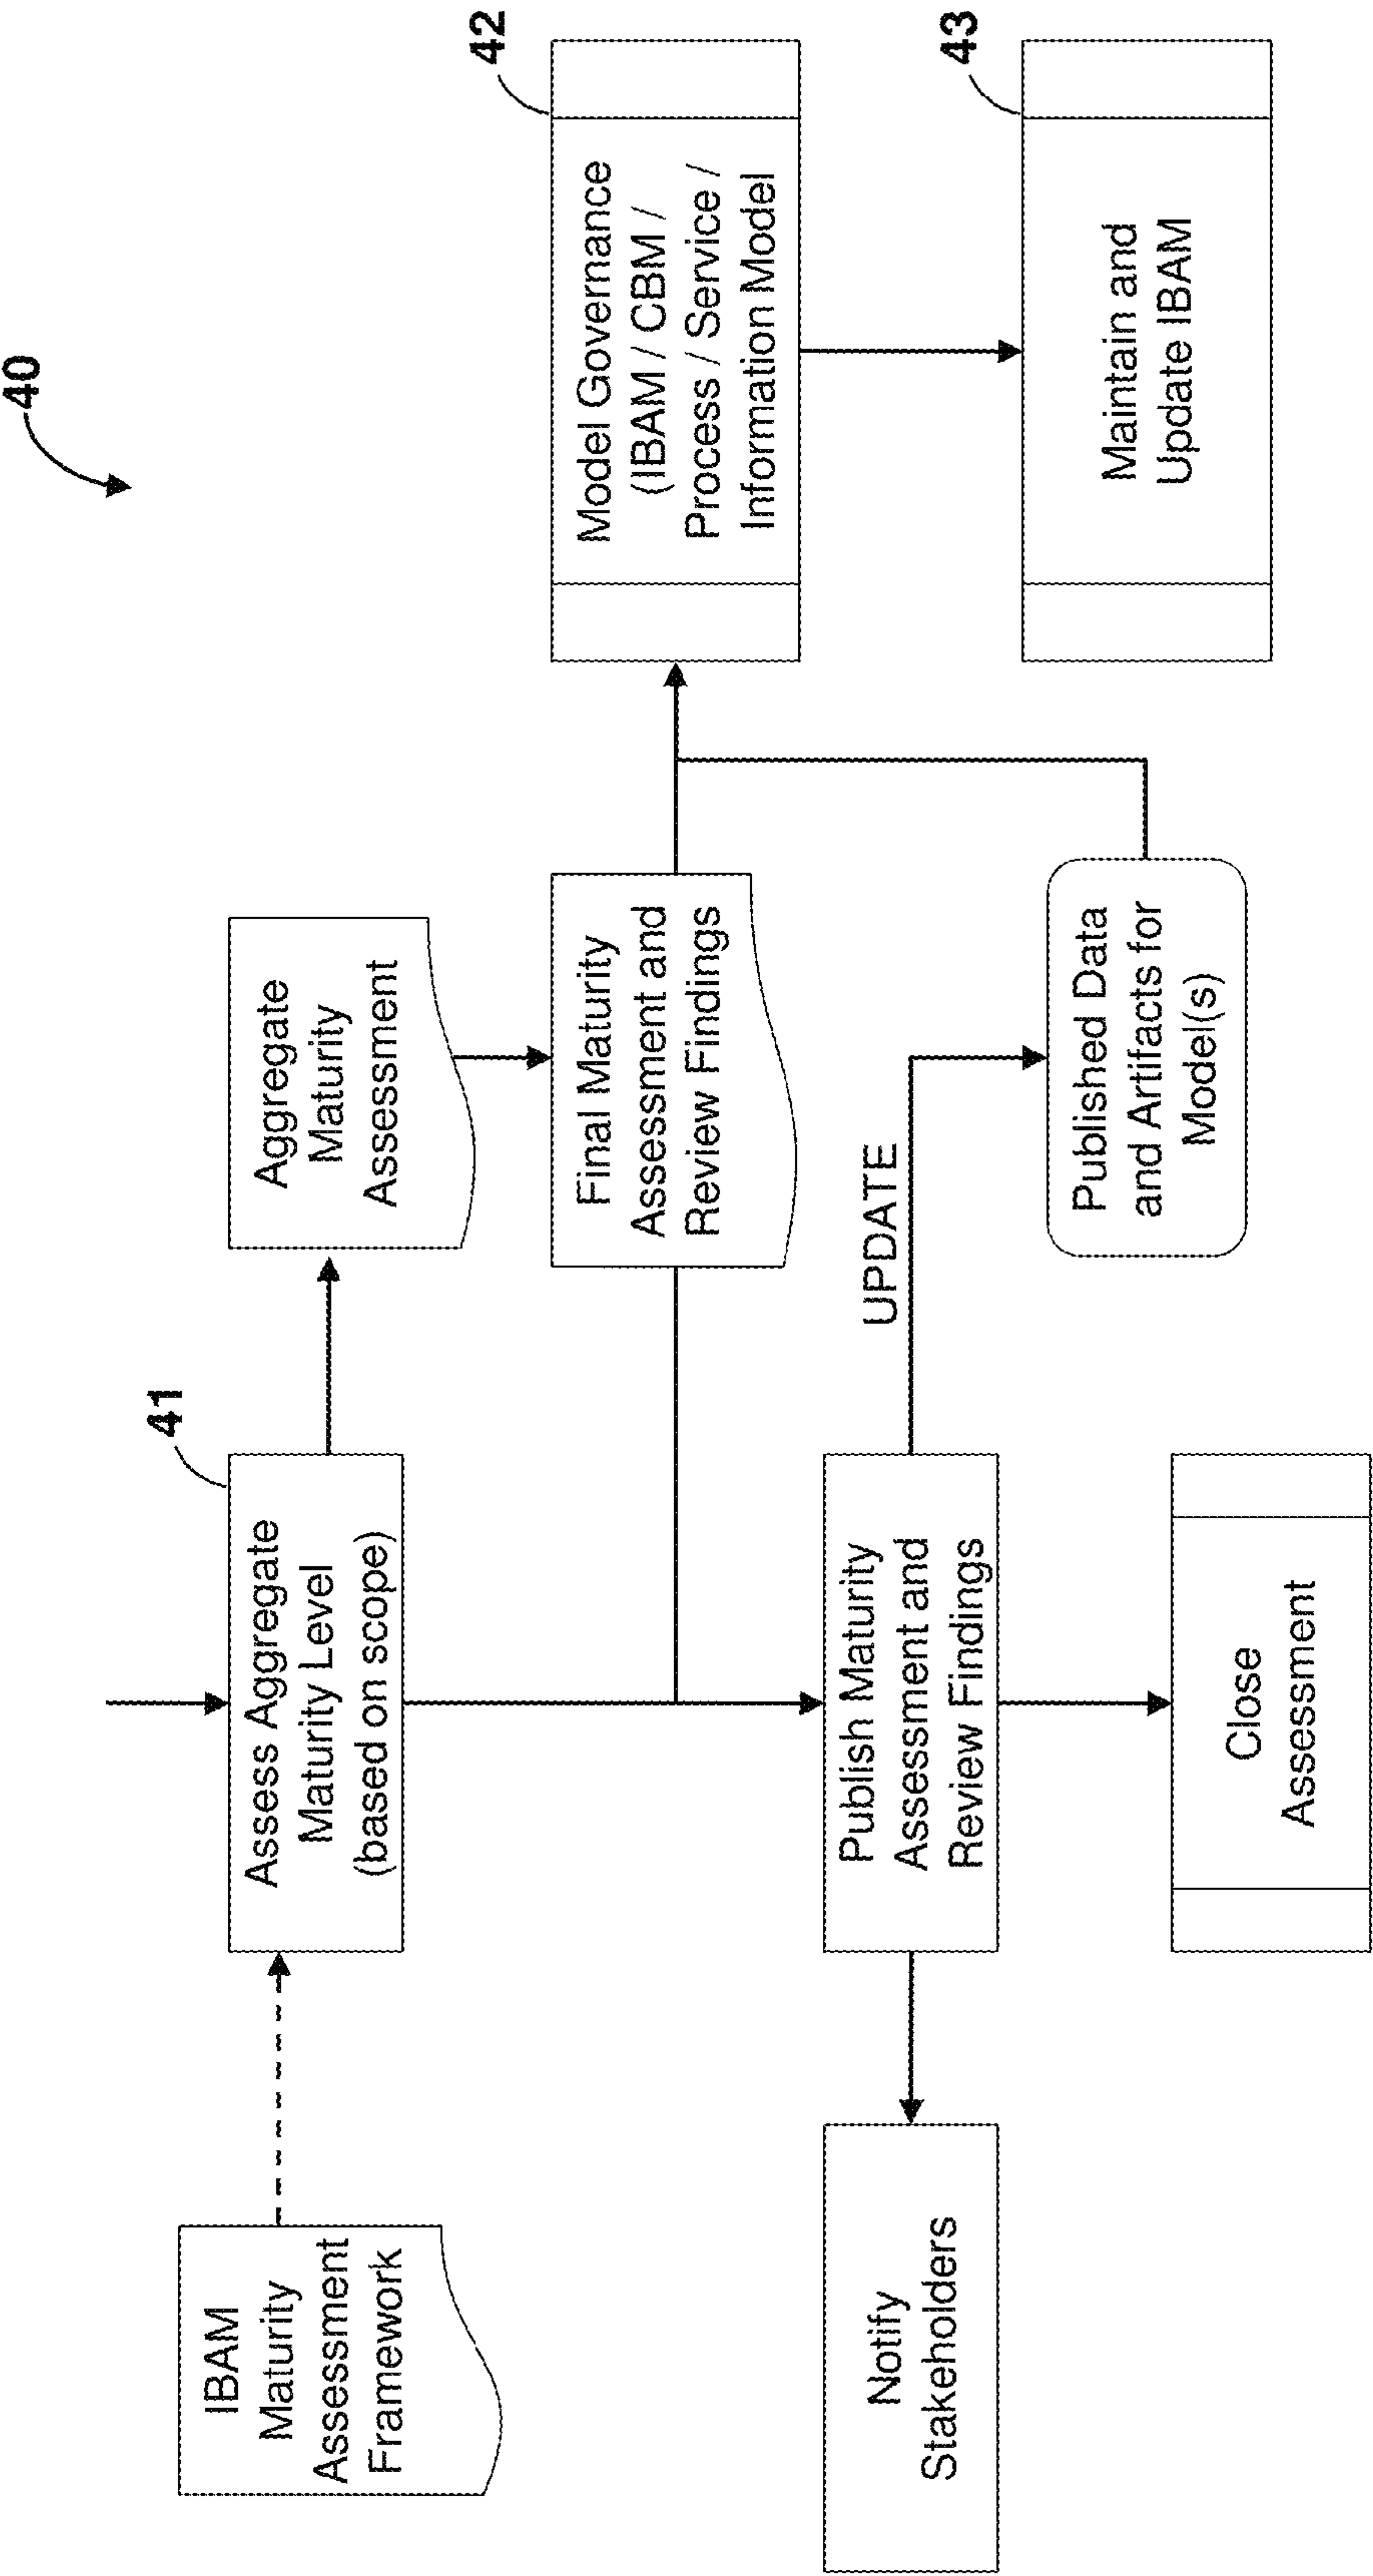 40
IBAM
Maturity
Assessment
Framework
Assess Aggregate
Maturity Level
(based on scope)
41
Aggregate
Maturity
Assessment
Final Maturity
Assessment and
Review Findings
Model Governance
(IBAM / CBM /
Process / Service /
Information Model
42
Notify
Stakeholders
Publish Maturity
Assessment and
Review Findings
UPDATE
Published Data
and Artifacts for
Model(s)
Maintain and
Update IBAM
43
Close
Assessment